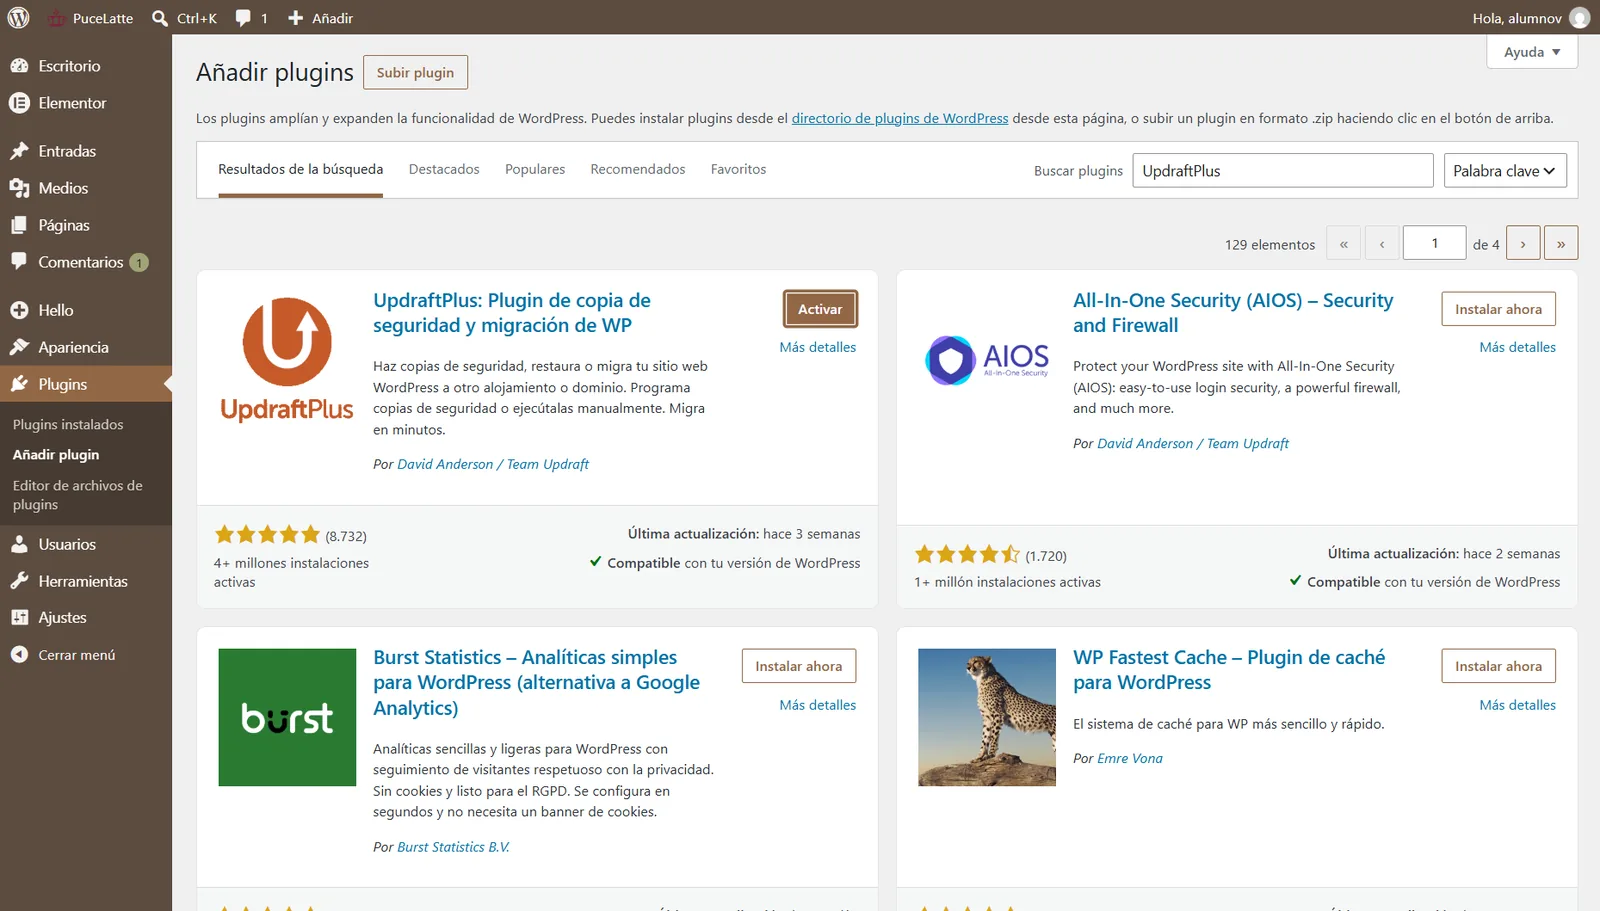 PuceLatte
Ctrl+K
1
Añadir
Hola, alumnov
Escritorio
Elementor
Entradas
Medios
Páginas
Comentarios 1
Hello
Apariencia
Plugins
Plugins instalados
Añadir plugin
Editor de archivos de
plugins
Usuarios
Herramientas
Ajustes
Cerrar menú
Ayuda
Añadir plugins
Subir plugin
Los plugins amplían y expanden la funcionalidad de WordPress. Puedes instalar plugins desde el directorio de plugins de WordPress desde esta página, o subir un plugin en formato .zip haciendo clic en el botón de arriba.
Resultados de la búsqueda
Destacados
Populares
Recomendados
Favoritos
Buscar plugins
UpdraftPlus
Palabra clave
129 elementos
«
‹
1
de 4
›
»
UpdraftPlus
UpdraftPlus: Plugin de copia de
seguridad y migración de WP
Activar
Más detalles
Haz copias de seguridad, restaura o migra tu sitio web
WordPress a otro alojamiento o dominio. Programa
copias de seguridad o ejecútalas manualmente. Migra
en minutos.
Por David Anderson / Team Updraft
(8.732)
4+ millones instalaciones
activas
Última actualización: hace 3 semanas
Compatible con tu versión de WordPress
AIOS
All-in-One Security
All-In-One Security (AIOS) – Security
and Firewall
Instalar ahora
Más detalles
Protect your WordPress site with All-In-One Security
(AIOS): easy-to-use login security, a powerful firewall,
and much more.
Por David Anderson / Team Updraft
(1.720)
1+ millón instalaciones activas
Última actualización: hace 2 semanas
Compatible con tu versión de WordPress
burst
Burst Statistics – Analíticas simples
para WordPress (alternativa a Google
Analytics)
Instalar ahora
Más detalles
Analíticas sencillas y ligeras para WordPress con
seguimiento de visitantes respetuoso con la privacidad.
Sin cookies y listo para el RGPD. Se configura en
segundos y no necesita un banner de cookies.
Por Burst Statistics B.V.
WP Fastest Cache – Plugin de caché
para WordPress
Instalar ahora
Más detalles
El sistema de caché para WP más sencillo y rápido.
Por Emre Vona